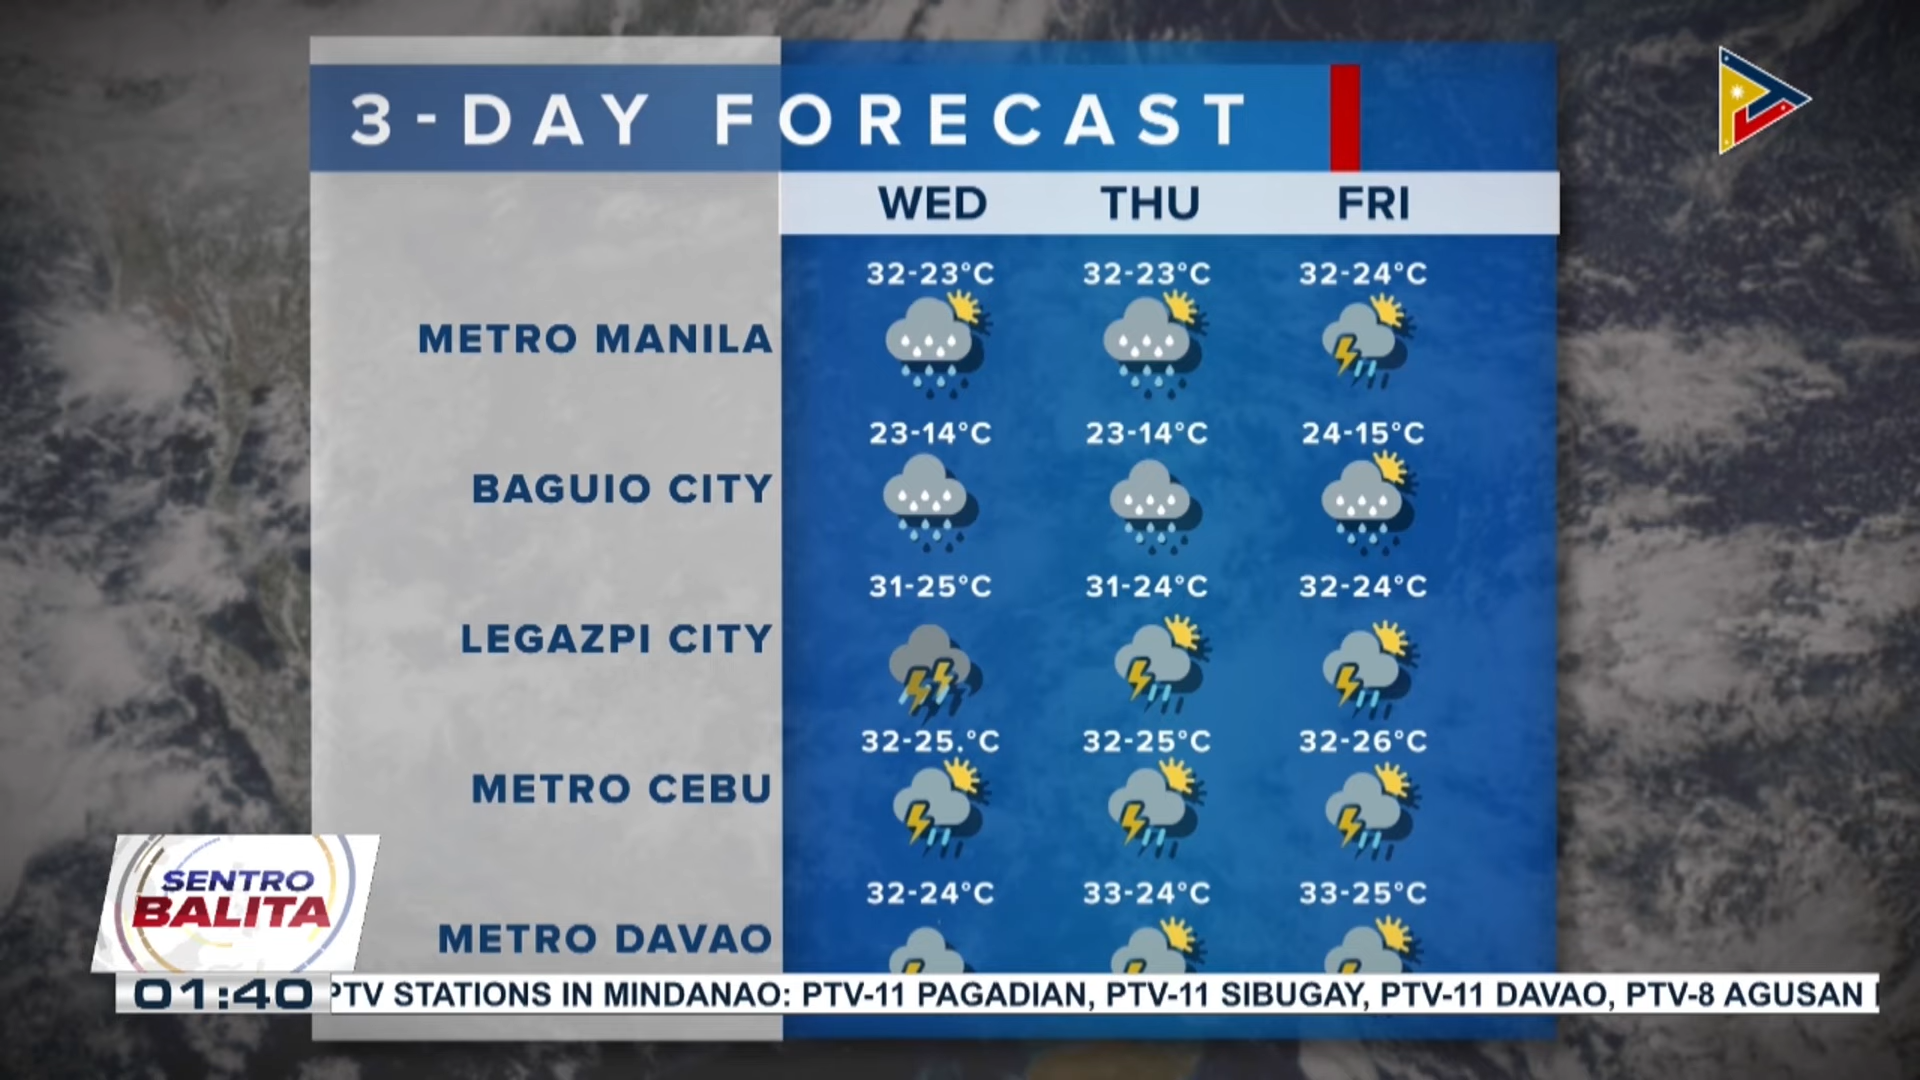 3-DAY FORECAST
WED THU FRI
32-23°C 32-23°C 32-24°C
METRO MANILA
23-14°C 23-14°C 24-15°C
BAGUIO CITY
31-25°C 31-24°C 32-24°C
LEGAZPI CITY
32-25.°C 32-25°C 32-26°C
METRO CEBU
32-24°C 33-24°C 33-25°C
METRO DAVAO
SENTRO
BALITA
01:40 PTV STATIONS IN MINDANAO: PTV-11 PAGADIAN, PTV-11 SIBUGAY, PTV-11 DAVAO, PTV-8 AGUSAN